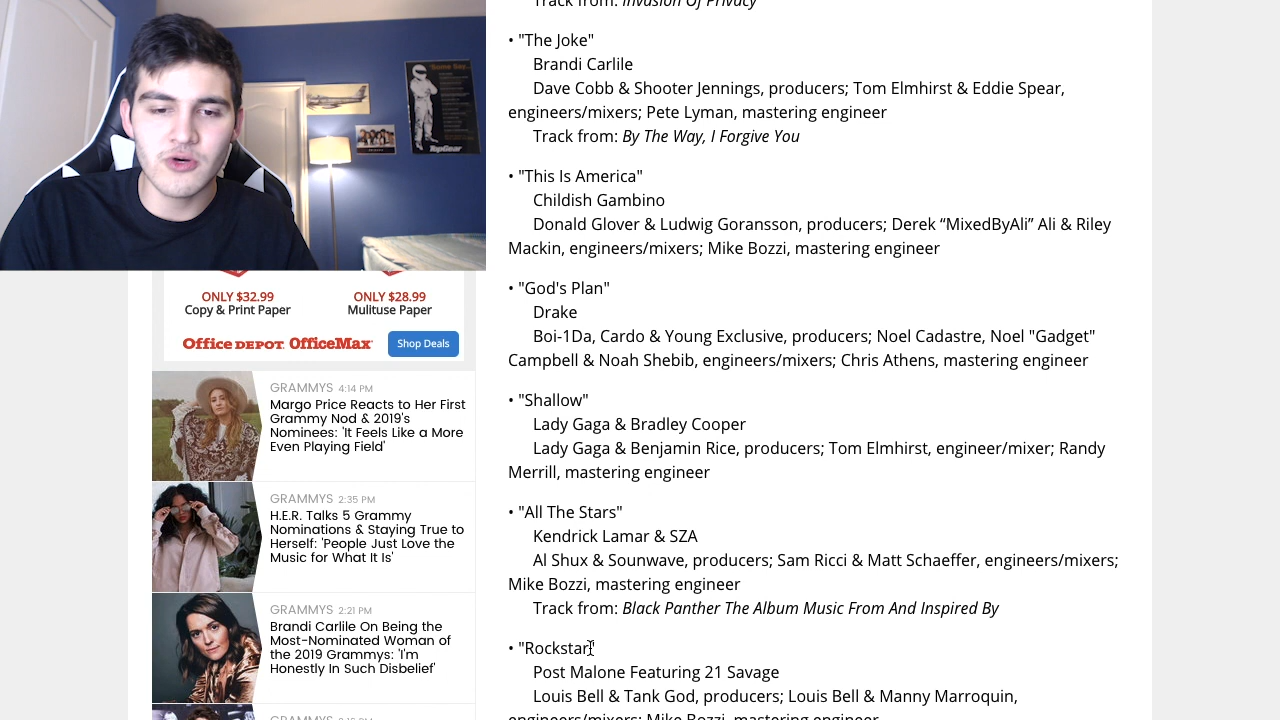 Track from: Invasion Of Privacy
• "The Joke"
Brandi Carlile
Dave Cobb & Shooter Jennings, producers; Tom Elmhirst & Eddie Spear,
engineers/mixers; Pete Lyman, mastering engineer
Track from: By The Way, I Forgive You
• "This Is America"
Childish Gambino
Donald Glover & Ludwig Goransson, producers; Derek “MixedByAli” Ali & Riley
Mackin, engineers/mixers; Mike Bozzi, mastering engineer
• "God's Plan"
Drake
Boi-1Da, Cardo & Young Exclusive, producers; Noel Cadastre, Noel "Gadget"
Campbell & Noah Shebib, engineers/mixers; Chris Athens, mastering engineer
• "Shallow"
Lady Gaga & Bradley Cooper
Lady Gaga & Benjamin Rice, producers; Tom Elmhirst, engineer/mixer; Randy
Merrill, mastering engineer
• "All The Stars"
Kendrick Lamar & SZA
Al Shux & Sounwave, producers; Sam Ricci & Matt Schaeffer, engineers/mixers;
Mike Bozzi, mastering engineer
Track from: Black Panther The Album Music From And Inspired By
• "Rockstar"
Post Malone Featuring 21 Savage
Louis Bell & Tank God, producers; Louis Bell & Manny Marroquin,
engineers/mixers; Mike Bozzi, mastering engineer
"Some Say...
TopGear
ONLY $32.99
Copy & Print Paper
ONLY $28.99
Mulituse Paper
Office DEPOT OfficeMax
Shop Deals
GRAMMYS 4:14 PM
Margo Price Reacts to Her First
Grammy Nod & 2019's
Nominees: 'It Feels Like a More
Even Playing Field'
GRAMMYS 2:35 PM
H.E.R. Talks 5 Grammy
Nominations & Staying True to
Herself: 'People Just Love the
Music for What It Is'
GRAMMYS 2:21 PM
Brandi Carlile On Being the
Most-Nominated Woman of
the 2019 Grammys: 'I'm
Honestly In Such Disbelief'